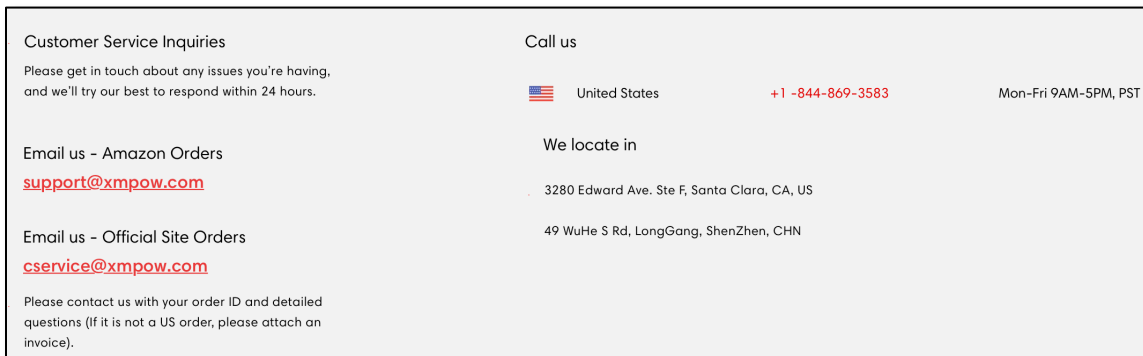 Customer Service Inquiries
Please get in touch about any issues you're having,
and we'll try our best to respond within 24 hours.
Email us - Amazon Orders
support@xmpow.com
Email us - Official Site Orders
cservice@xmpow.com
Please contact us with your order ID and detailed
questions (If it is not a US order, please attach an
invoice).
Call us
United States +1 -844-869-3583 Mon-Fri 9AM-5PM, PST
We locate in
3280 Edward Ave. Ste F, Santa Clara, CA, US
49 WuHe S Rd, LongGang, ShenZhen, CHN